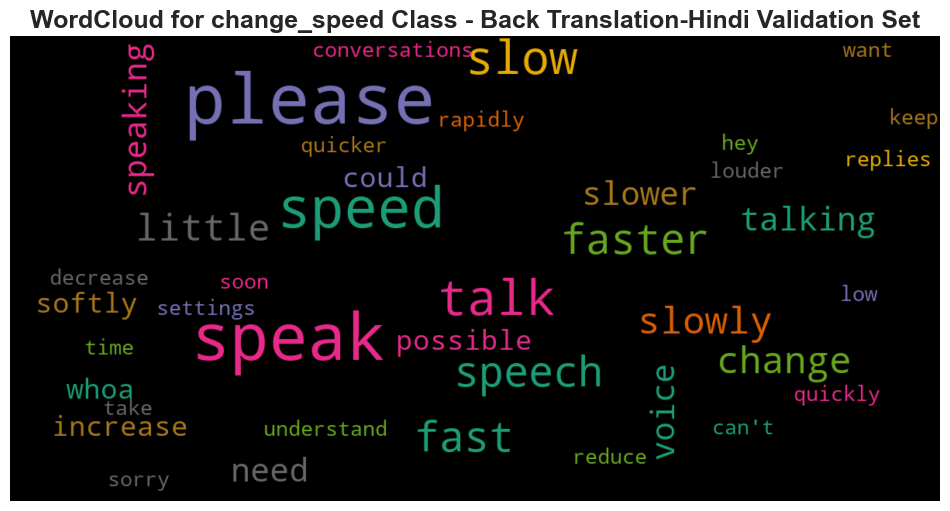 WordCloud for change_speed Class - Back Translation-Hindi Validation Set
conversations
slow
want
speaking
please
rapidly
keep
quicker
hey
replies
louder
could
slower
speed
little
talking
faster
decrease
soon
softly
settings
talk
low
speak
possible
slowly
time
speech
change
whoa
voice
quickly
take
increase
understand
fast
can't
need
reduce
sorry